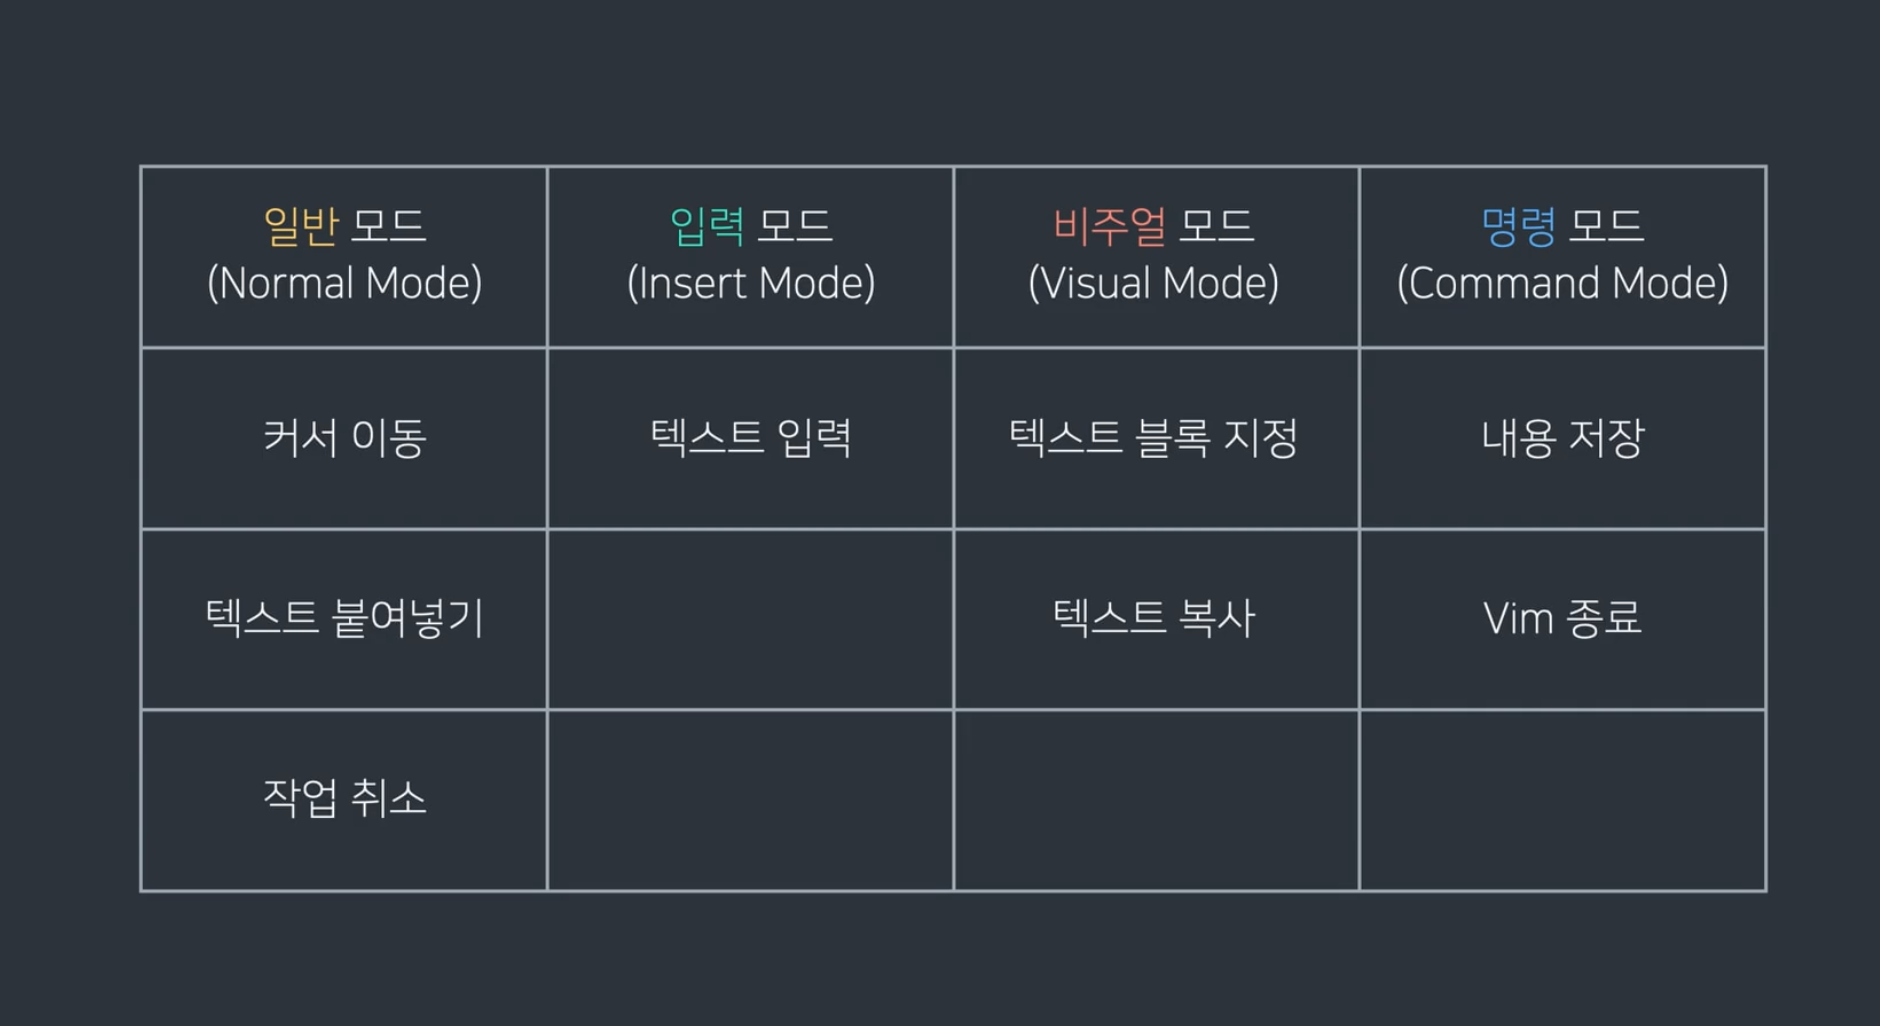 일반 모드
(Normal Mode)
입력 모드
(Insert Mode)
비주얼 모드
(Visual Mode)
명령 모드
(Command Mode)
커서 이동
텍스트 입력
텍스트 블록 지정
내용 저장
텍스트 붙여넣기
텍스트 복사
Vim 종료
작업 취소